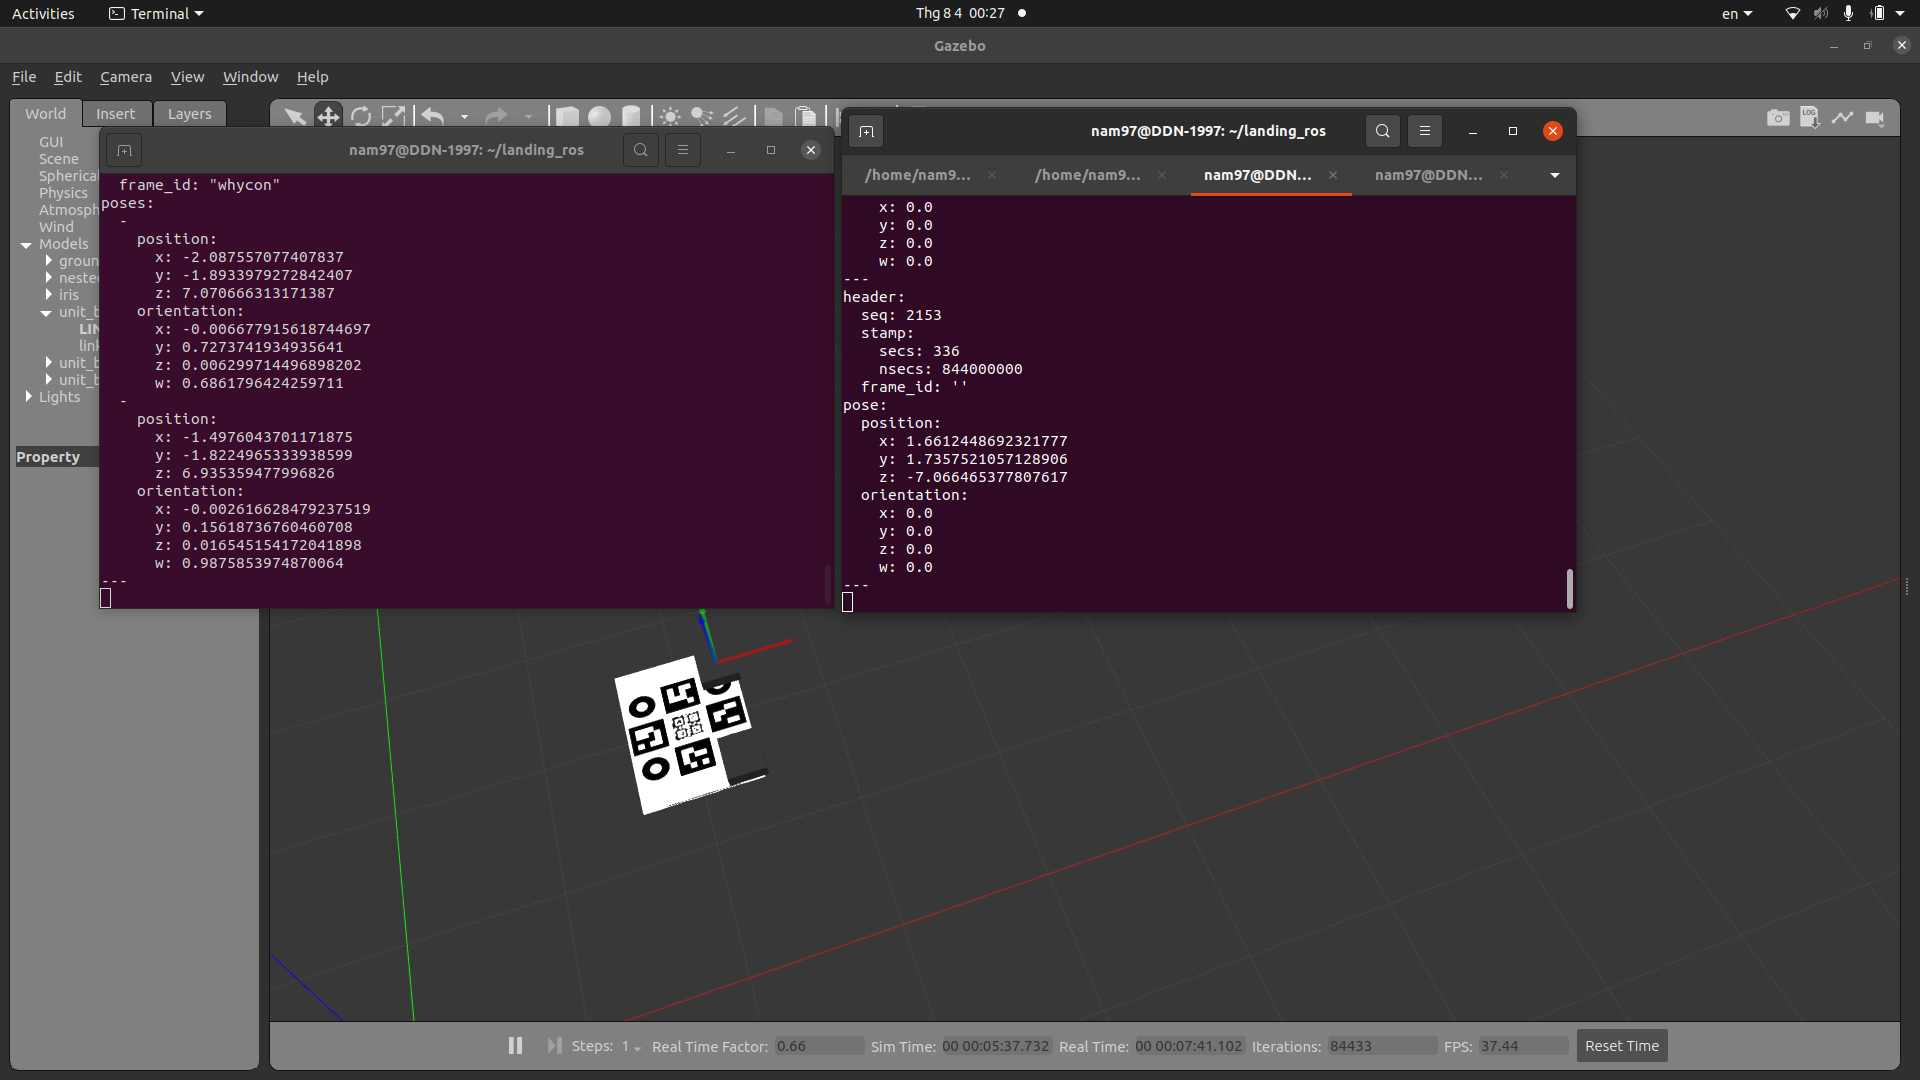 Activities
Terminal
Thg 8 4 00:27
en
Gazebo
File Edit Camera View Window Help
World Insert Layers
GUI
Scene
Spherica
Physics
Atmosph
Wind
Models
groun
neste
iris
unit_b
LIN
link
unit_b
unit_b
Lights
Property
nam97@DDN-1997: ~/landing_ros
frame_id: "whycon"
poses:
-
position:
x: -2.087557077407837
y: -1.8933979272842407
z: 7.070666313171387
orientation:
x: -0.006677915618744697
y: 0.7273741934935641
z: 0.006299714496898202
w: 0.6861796424259711
-
position:
x: -1.4976043701171875
y: -1.8224965333938599
z: 6.935359477996826
orientation:
x: -0.002616628479237519
y: 0.15618736760460708
z: 0.016545154172041898
w: 0.9875853974870064
---
nam97@DDN-1997: ~/landing_ros
/home/nam9... /home/nam9... nam97@DDN... nam97@DDN...
x: 0.0
y: 0.0
z: 0.0
w: 0.0
---
header:
seq: 2153
stamp:
secs: 336
nsecs: 844000000
frame_id: ''
pose:
position:
x: 1.6612448692321777
y: 1.7357521057128906
z: -7.066465377807617
orientation:
x: 0.0
y: 0.0
z: 0.0
w: 0.0
---
LOG
Steps: 1 Real Time Factor: 0.66 Sim Time: 00 00:05:37.732 Real Time: 00 00:07:41.102 Iterations: 84433 FPS: 37.44 Reset Time